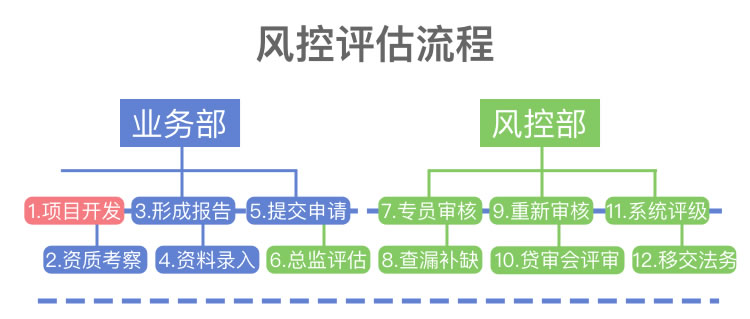 风控评估流程
业务部
风控部
1.项目开发
3.形成报告
5.提交申请
7.专员审核
9.重新审核
11.系统评级
2.资质考察
4.资料录入
6.总监评估
8.查漏补缺
10.贷审会评审
12.移交法务